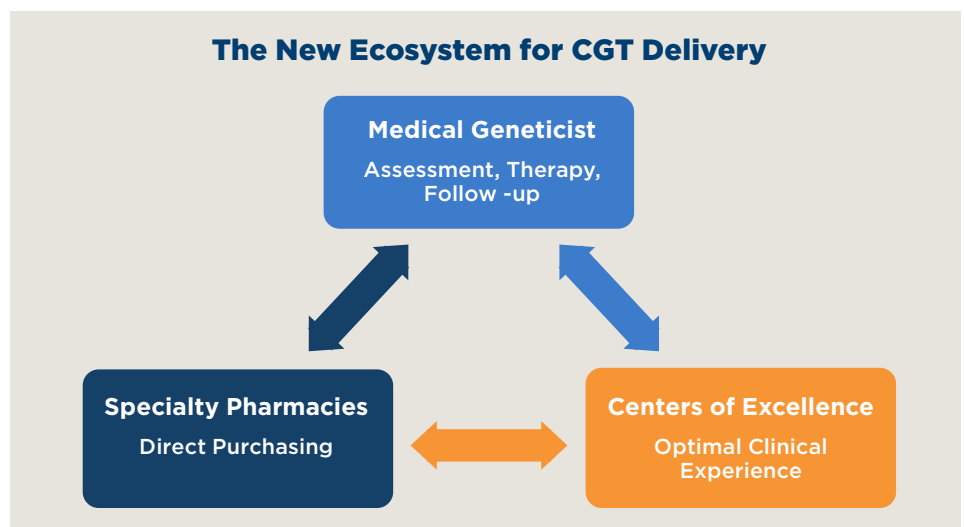 The New Ecosystem for CGT Delivery
Medical Geneticist
Assessment, Therapy,
Follow -up
Specialty Pharmacies
Direct Purchasing
Centers of Excellence
Optimal Clinical
Experience